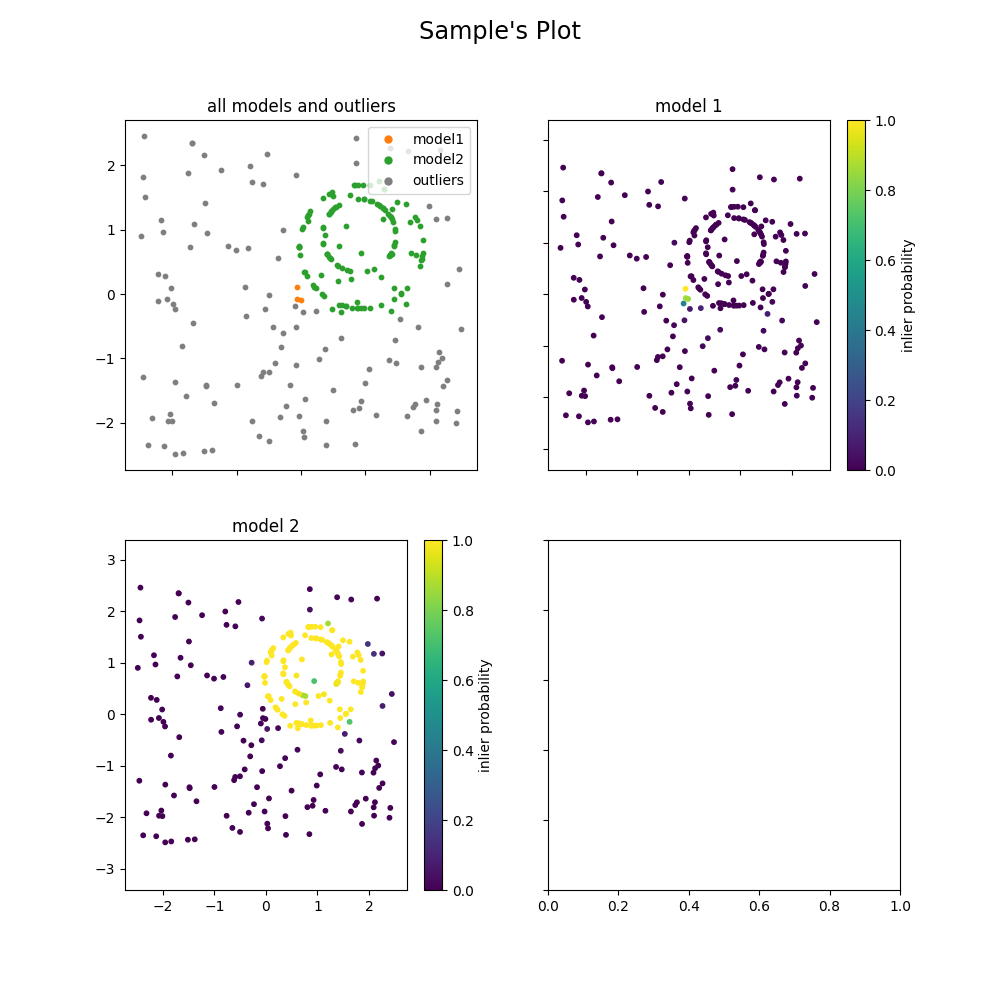 Sample's Plot
all models and outliers
model1
model2
outliers
2
1
0
−1
−2
model 1
1.0
0.8
0.6
0.4
0.2
0.0
inlier probability
model 2
3
2
1
0
−1
−2
−3
−2 −1 0 1 2
1.0
0.8
0.6
0.4
0.2
0.0
inlier probability
0.0 0.2 0.4 0.6 0.8 1.0